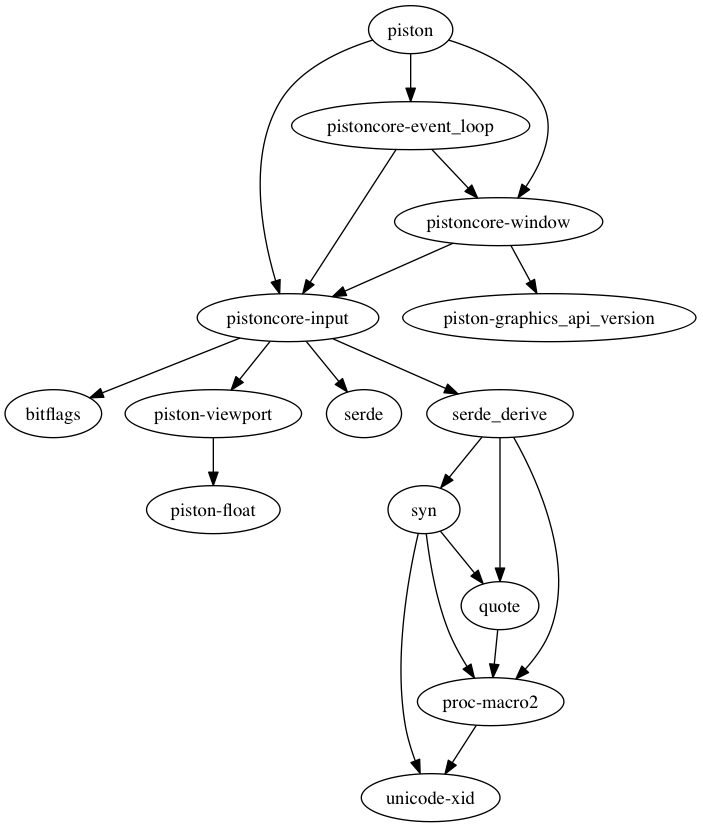 piston
pistoncore-event_loop
pistoncore-window
pistoncore-input
piston-graphics_api_version
bitflags
piston-viewport
serde
serde_derive
piston-float
syn
quote
proc-macro2
unicode-xid